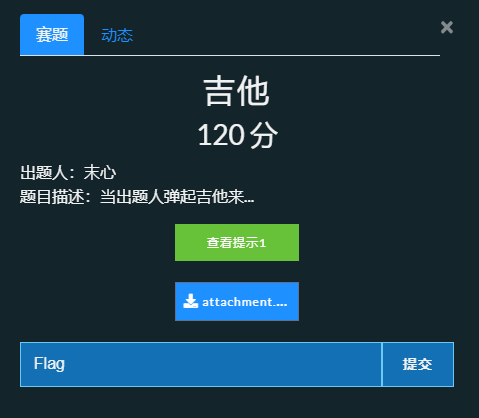 赛题 动态 ×
吉他
120 分
出题人：末心
题目描述：当出题人弹起吉他来...
查看提示1
attachment....
Flag 提交